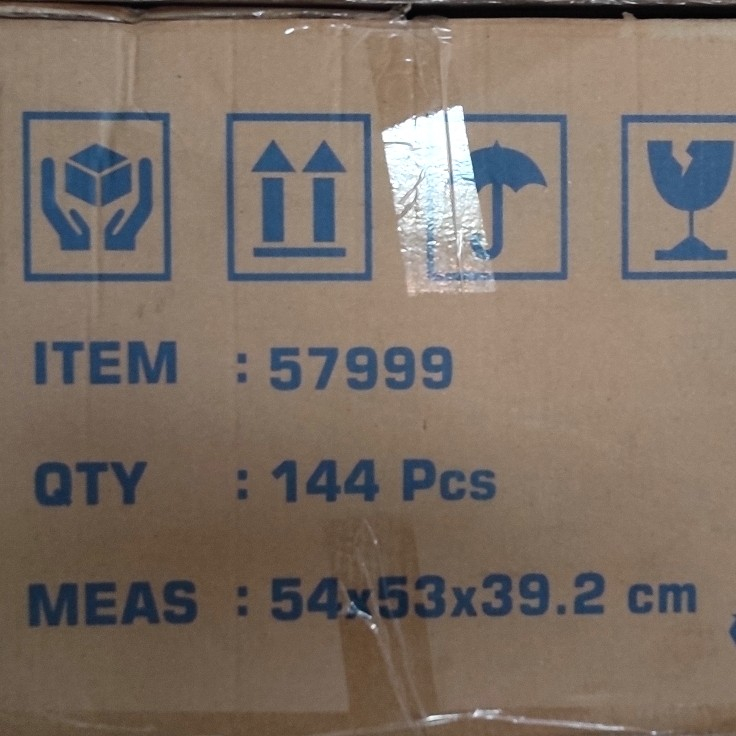 ITEM : 57999
QTY : 144 Pcs
MEAS : 54x53x39.2 cm